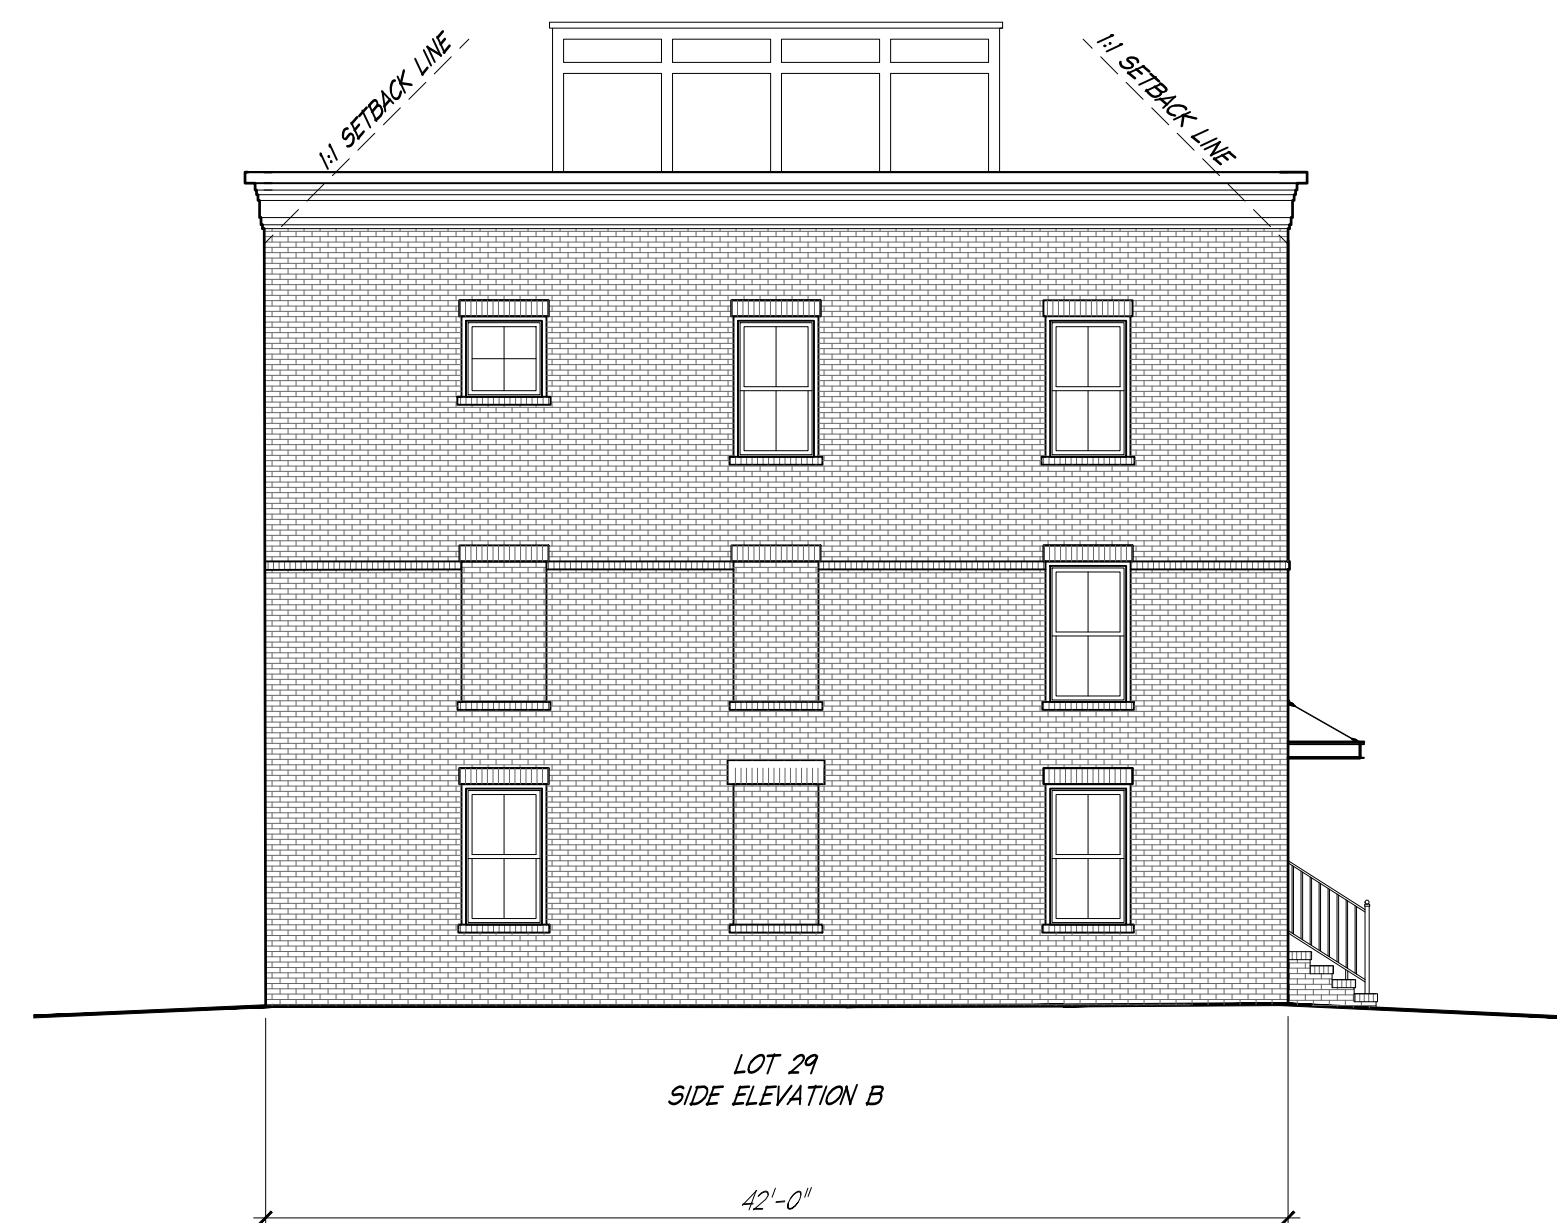 1:1 SETBACK LINE
1:1 SETBACK LINE
LOT 29
SIDE ELEVATION B
42'-0"